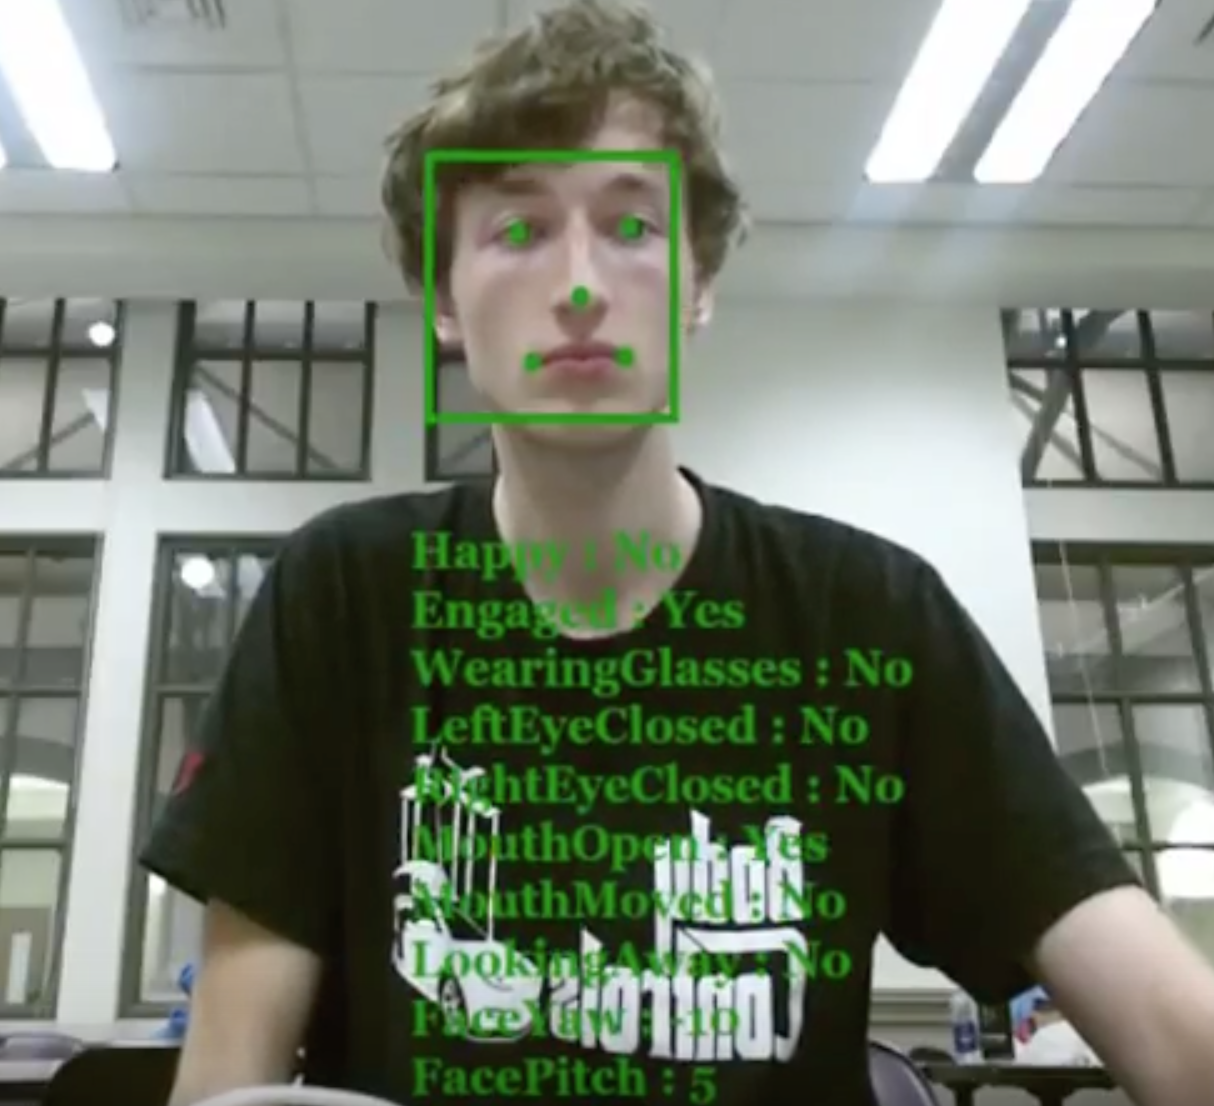 Happy : No
Engaged : Yes
WearingGlasses : No
LeftEyeClosed : No
RightEyeClosed : No
MouthOpen : Yes
MouthMoved : No
LookingAway : No
FaceYaw : -10
FacePitch : 5